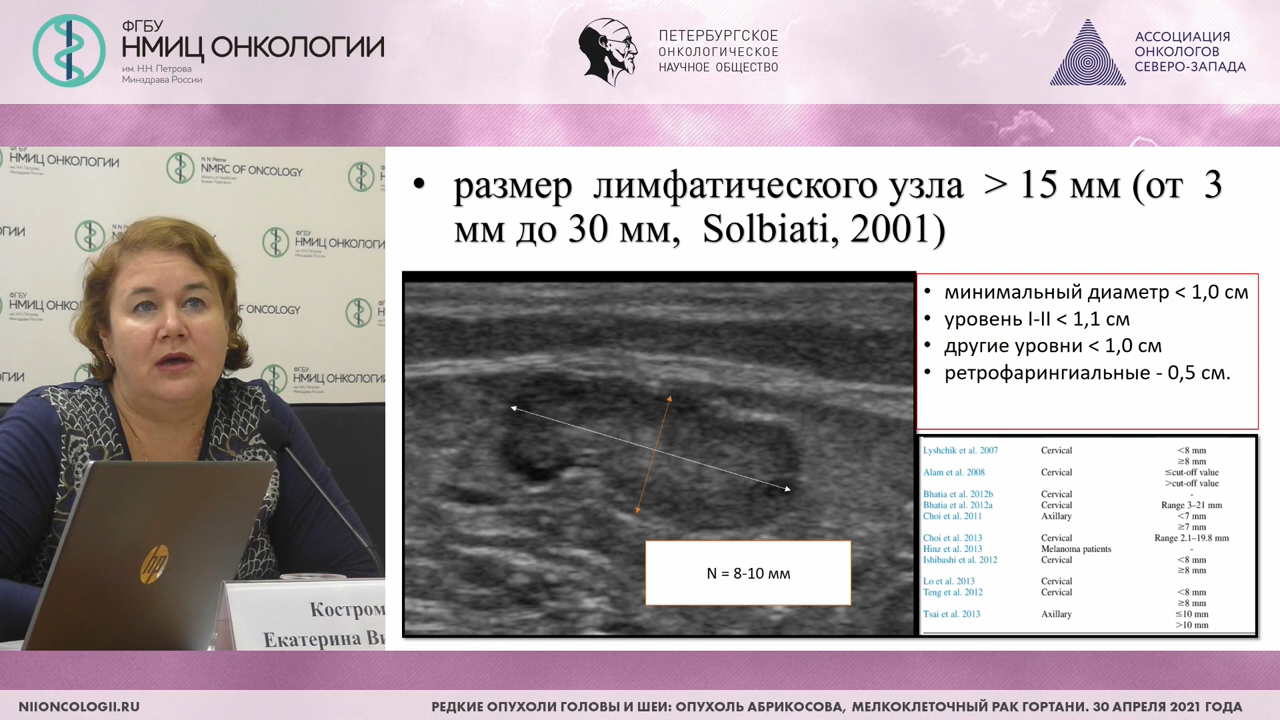 ФГБУ
НМИЦ ОНКОЛОГИИ
им. Н.Н. Петрова
Минздрава России
ПЕТЕРБУРГСКОЕ
ОНКОЛОГИЧЕСКОЕ
НАУЧНОЕ ОБЩЕСТВО
АССОЦИАЦИЯ
ОНКОЛОГОВ
СЕВЕРО-ЗАПАДА
НМИЦ ОНКОЛОГИИ
N.N. Petrov
NMRC OF ONCOLOGY
ФГБУ
НМИЦ ОНКОЛОГИИ
hp
Костром
Екатерина Ви
• размер лимфатического узла > 15 мм (от 3
мм до 30 мм, Solbiati, 2001)
N = 8-10 мм
• минимальный диаметр < 1,0 см
• уровень I-II < 1,1 см
• другие уровни < 1,0 см
• ретрофарингиальные - 0,5 см.
Lyshchik et al. 2007 Cervical <8 mm
≥8 mm
Alam et al. 2008 Cervical ≤cut-off value
>cut-off value
Bhatia et al. 2012b Cervical -
Bhatia et al. 2012a Cervical Range 3–21 mm
Choi et al. 2011 Axillary <7 mm
≥7 mm
Choi et al. 2013 Cervical Range 2.1–19.8 mm
Hinz et al. 2013 Melanoma patients -
Ishibashi et al. 2012 Cervical <8 mm
≥8 mm
Lo et al. 2013 Cervical
Teng et al. 2012 Cervical <8 mm
≥8 mm
Tsai et al. 2013 Axillary ≤10 mm
>10 mm
NIIONCOLOGII.RU
РЕДКИЕ ОПУХОЛИ ГОЛОВЫ И ШЕИ: ОПУХОЛЬ АБРИКОСОВА, МЕЛКОКЛЕТОЧНЫЙ РАК ГОРТАНИ. 30 АПРЕЛЯ 2021 ГОДА